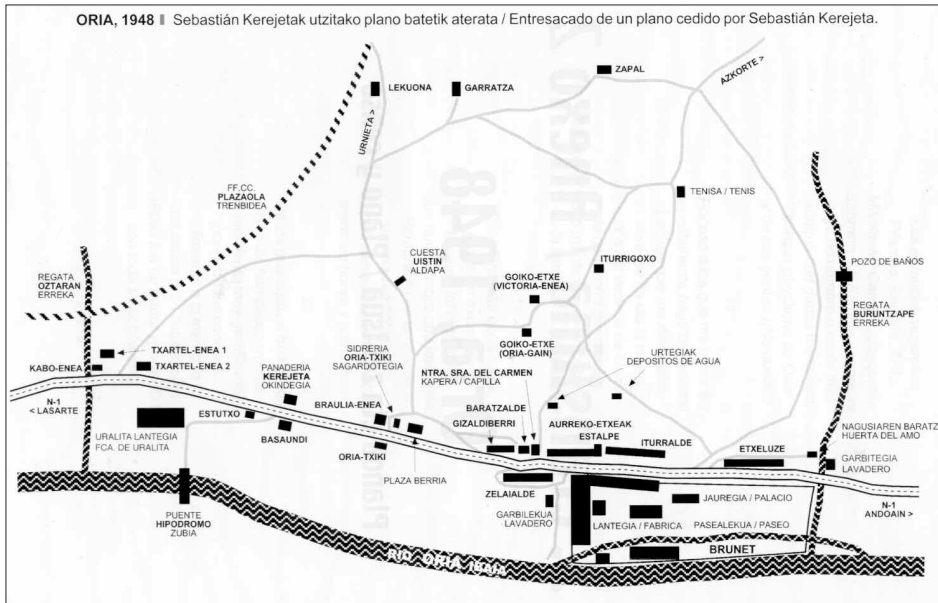 ORIA, 1948 Sebastián Kerejetak utzitako plano batetik aterata / Entresacado de un plano cedido por Sebastián Kerejeta.
ZAPAL
AZKORTE >
LEKUONA
GARRATZA
URNIETA >
FF.CC.
PLAZAOLA
TRENBIDEA
TENISA / TENIS
CUESTA
UISTIN
ALDAPA
ITURRIGOXO
GOIKO-ETXE
(VICTORIA-ENEA)
POZO DE BAÑOS
REGATA
OZTARAN
ERREKA
REGATA
BURUNTZAPE
ERREKA
GOIKO-ETXE
(ORIA-GAIN)
URTEGIAK
DEPOSITOS DE AGUA
TXARTEL-ENEA 1
KABO-ENEA
TXARTEL-ENEA 2
PANADERIA
KEREJETA
OKINDEGIA
SIDRERIA
ORIA-TXIKI
SAGARDOTEGIA
NTRA. SRA. DEL CARMEN
KAPERA / CAPILLA
N-1
< LASARTE
ESTUTXO
BRAULIA-ENEA
BARATZALDE
GIZALDIBERRI
AURREKO-ETXEAK
ESTALPE
ITURRALDE
ETXELUZE
NAGUSIAREN BARATZ
HUERTA DEL AMO
URALITA LANTEGIA
FCA. DE URALITA
BASAUNDI
ORIA-TXIKI
PLAZA BERRIA
GARBITEGIA
LAVADERO
ZELAIALDE
GARBILEKUA
LAVADERO
JAUREGIA / PALACIO
LANTEGIA / FABRICA
PASEALEKUA / PASEO
N-1
ANDOAIN >
PUENTE
HIPODROMO
ZUBIA
BRUNET
RIO ORIA IBAIA